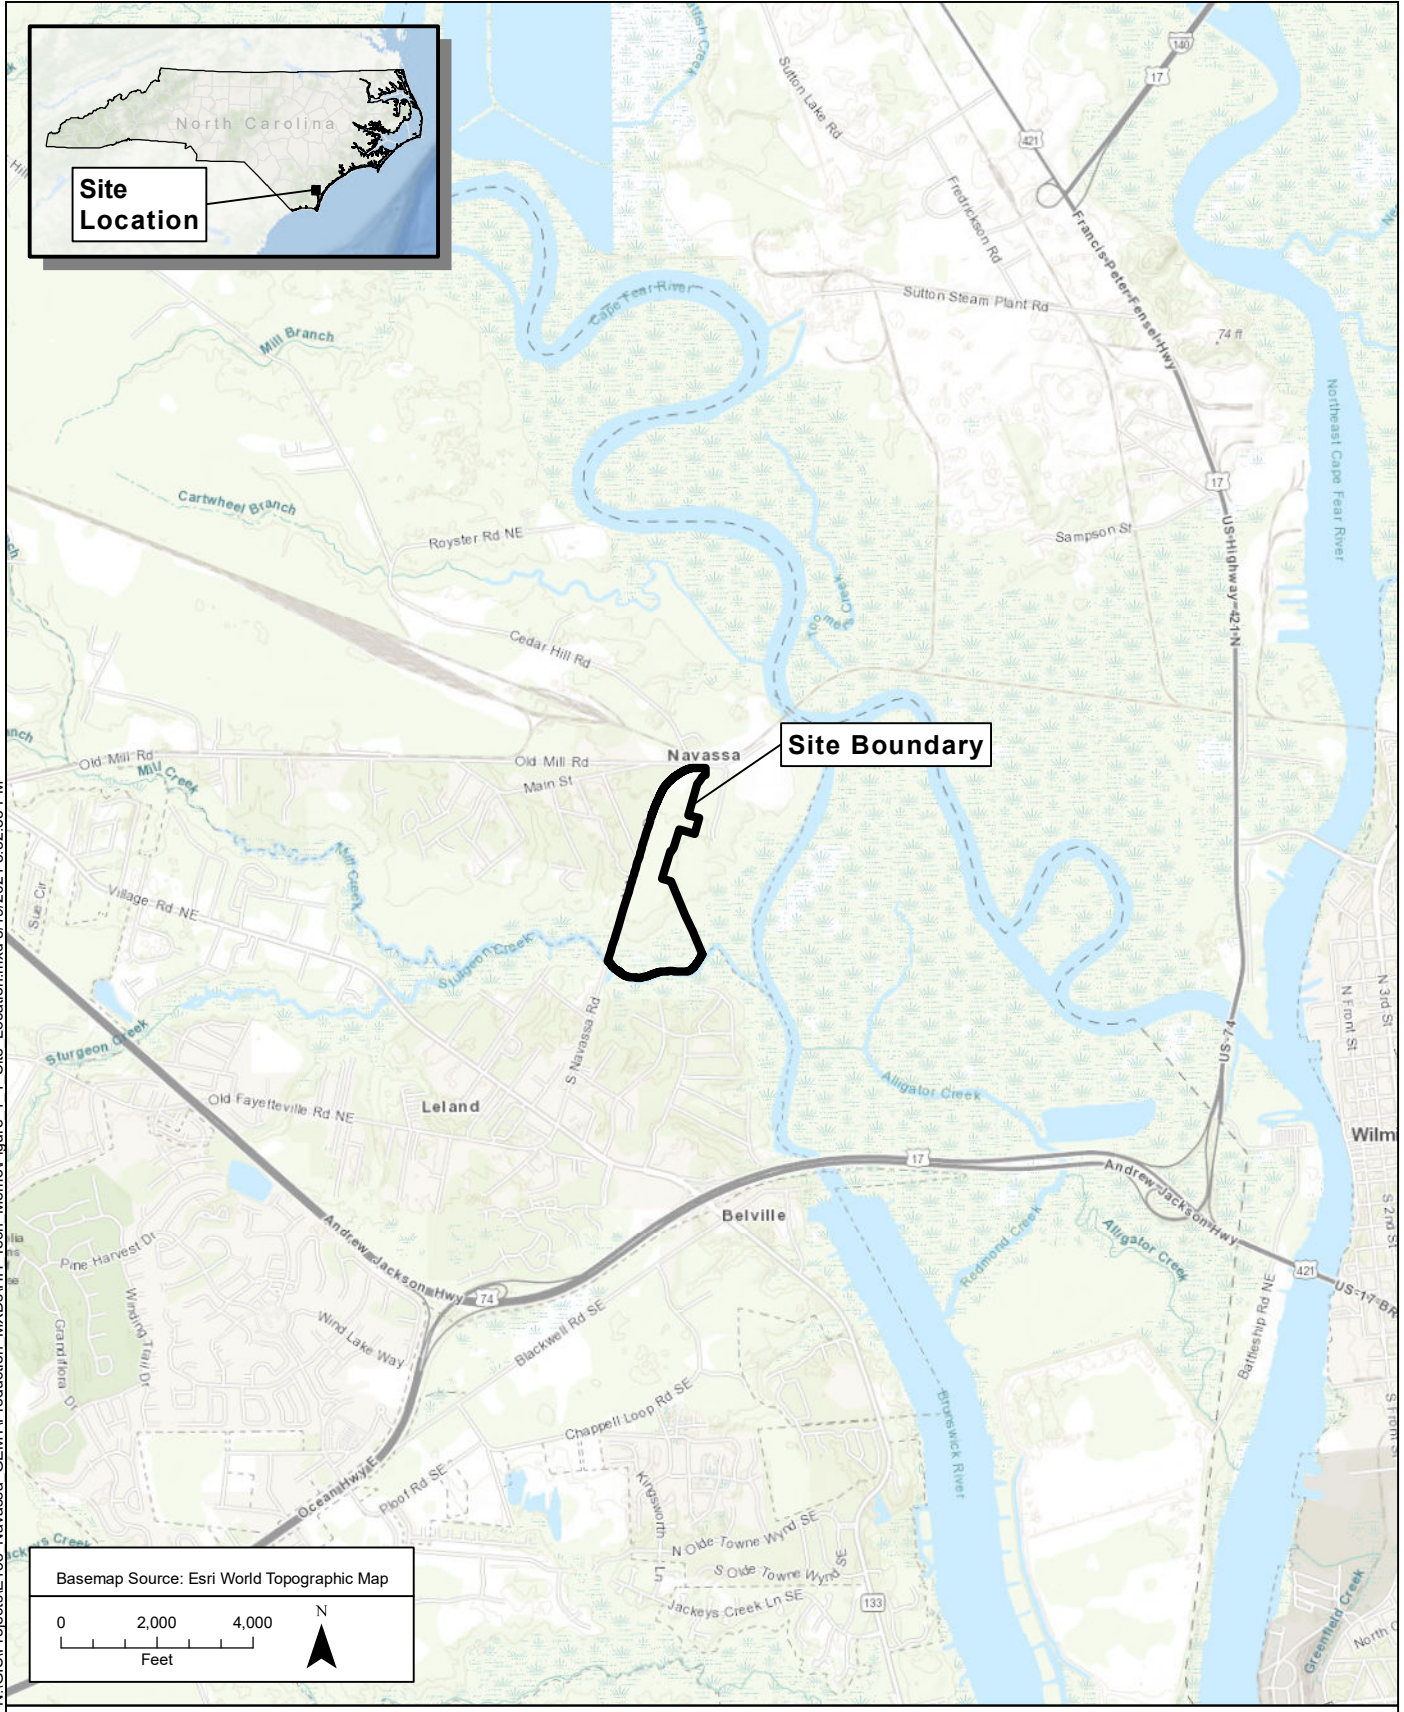 North Carolina
Site
Location
Sutton Lake Rd
140
17
421
Fredrickson Rd
Francis-Peter-Fensel-Hwy
Cape Fear River
Sutton Steam Plant Rd
74 ft
Mill Branch
Northeast Cape Fear River
17
Cartwheel Branch
Royster Rd NE
Sampson St
US-Highway-421-N
Cedar Hill Rd
Old Mill Rd
Mill Creek
Old Mill Rd
Main St
Navassa
Site Boundary
Mill Creek
Sue Cir
Village Rd NE
Sturgeon Creek
N 3rd St
N Front St
S Navassa Rd
Sturgeon Creek
US-74
Old Fayetteville Rd NE
Leland
Alligator Creek
Wilmi
17
Andrew-Jackson-Hwy
Belville
Redmond Creek
Alligator Creek
S 2nd St
Pine Harvest Dr
Andrew-Jackson-Hwy
74
421
US-17-BR
Battleship Rd NE
Winding Trail Dr
Grandiflora Dr
Wind Lake Way
Blackwell Rd SE
Chappell Loop Rd SE
Brunswick River
S Front St
Ocean-Hwy-E
Ploof Rd SE
Kingsworth Ln
N Olde Towne Wynd SE
S Olde Towne Wynd SE
Jackeys Creek Ln SE
133
Greenfield Creek
North
Basemap Source: Esri World Topographic Map
0 2,000 4,000
Feet
N